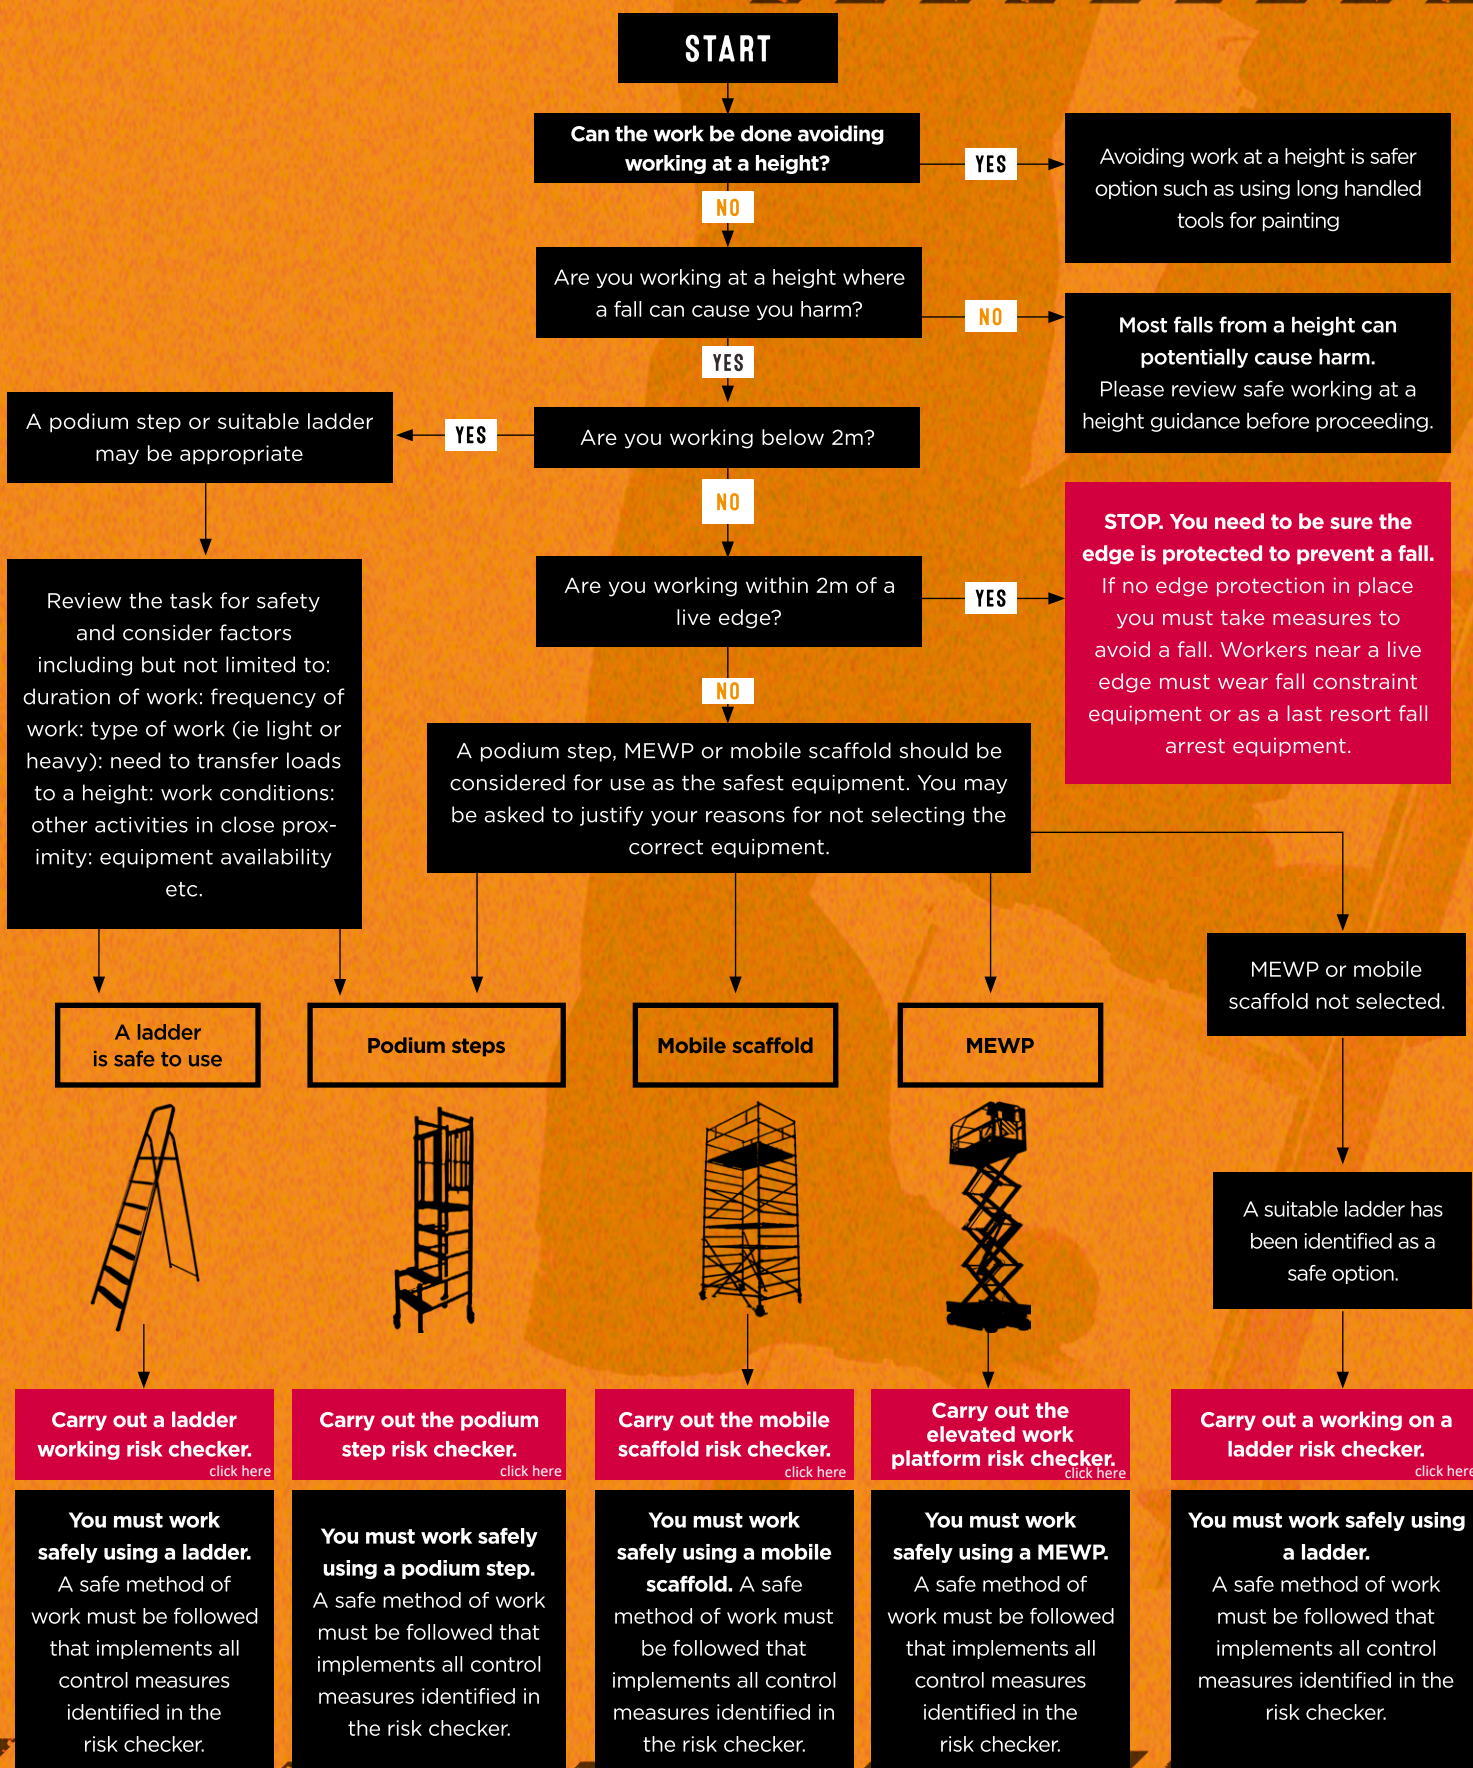 START
Can the work be done avoiding
working at a height?
YES
Avoiding work at a height is safer
option such as using long handled
tools for painting
NO
Are you working at a height where
a fall can cause you harm?
NO
Most falls from a height can
potentially cause harm.
Please review safe working at a
height guidance before proceeding.
YES
Are you working below 2m?
YES
A podium step or suitable ladder
may be appropriate
NO
Are you working within 2m of a
live edge?
YES
STOP. You need to be sure the
edge is protected to prevent a fall.
If no edge protection in place
you must take measures to
avoid a fall. Workers near a live
edge must wear fall constraint
equipment or as a last resort fall
arrest equipment.
Review the task for safety
and consider factors
including but not limited to:
duration of work: frequency of
work: type of work (ie light or
heavy): need to transfer loads
to a height: work conditions:
other activities in close prox-
imity: equipment availability
etc.
NO
A podium step, MEWP or mobile scaffold should be
considered for use as the safest equipment. You may
be asked to justify your reasons for not selecting the
correct equipment.
MEWP or mobile
scaffold not selected.
A ladder
is safe to use
Podium steps
Mobile scaffold
MEWP
A suitable ladder has
been identified as a
safe option.
Carry out a ladder
working risk checker.
click here
Carry out the podium
step risk checker.
click here
Carry out the mobile
scaffold risk checker.
click here
Carry out the
elevated work
platform risk checker.
click here
Carry out a working on a
ladder risk checker.
click here
You must work
safely using a ladder.
A safe method of
work must be followed
that implements all
control measures
identified in the
risk checker.
You must work safely
using a podium step.
A safe method of work
must be followed that
implements all control
measures identified in
the risk checker.
You must work
safely using a mobile
scaffold. A safe
method of work must
be followed that
implements all control
measures identified in
the risk checker.
You must work
safely using a MEWP.
A safe method of
work must be followed
that implements all
control measures
identified in the
risk checker.
You must work safely using
a ladder.
A safe method of work
must be followed that
implements all control
measures identified in the
risk checker.